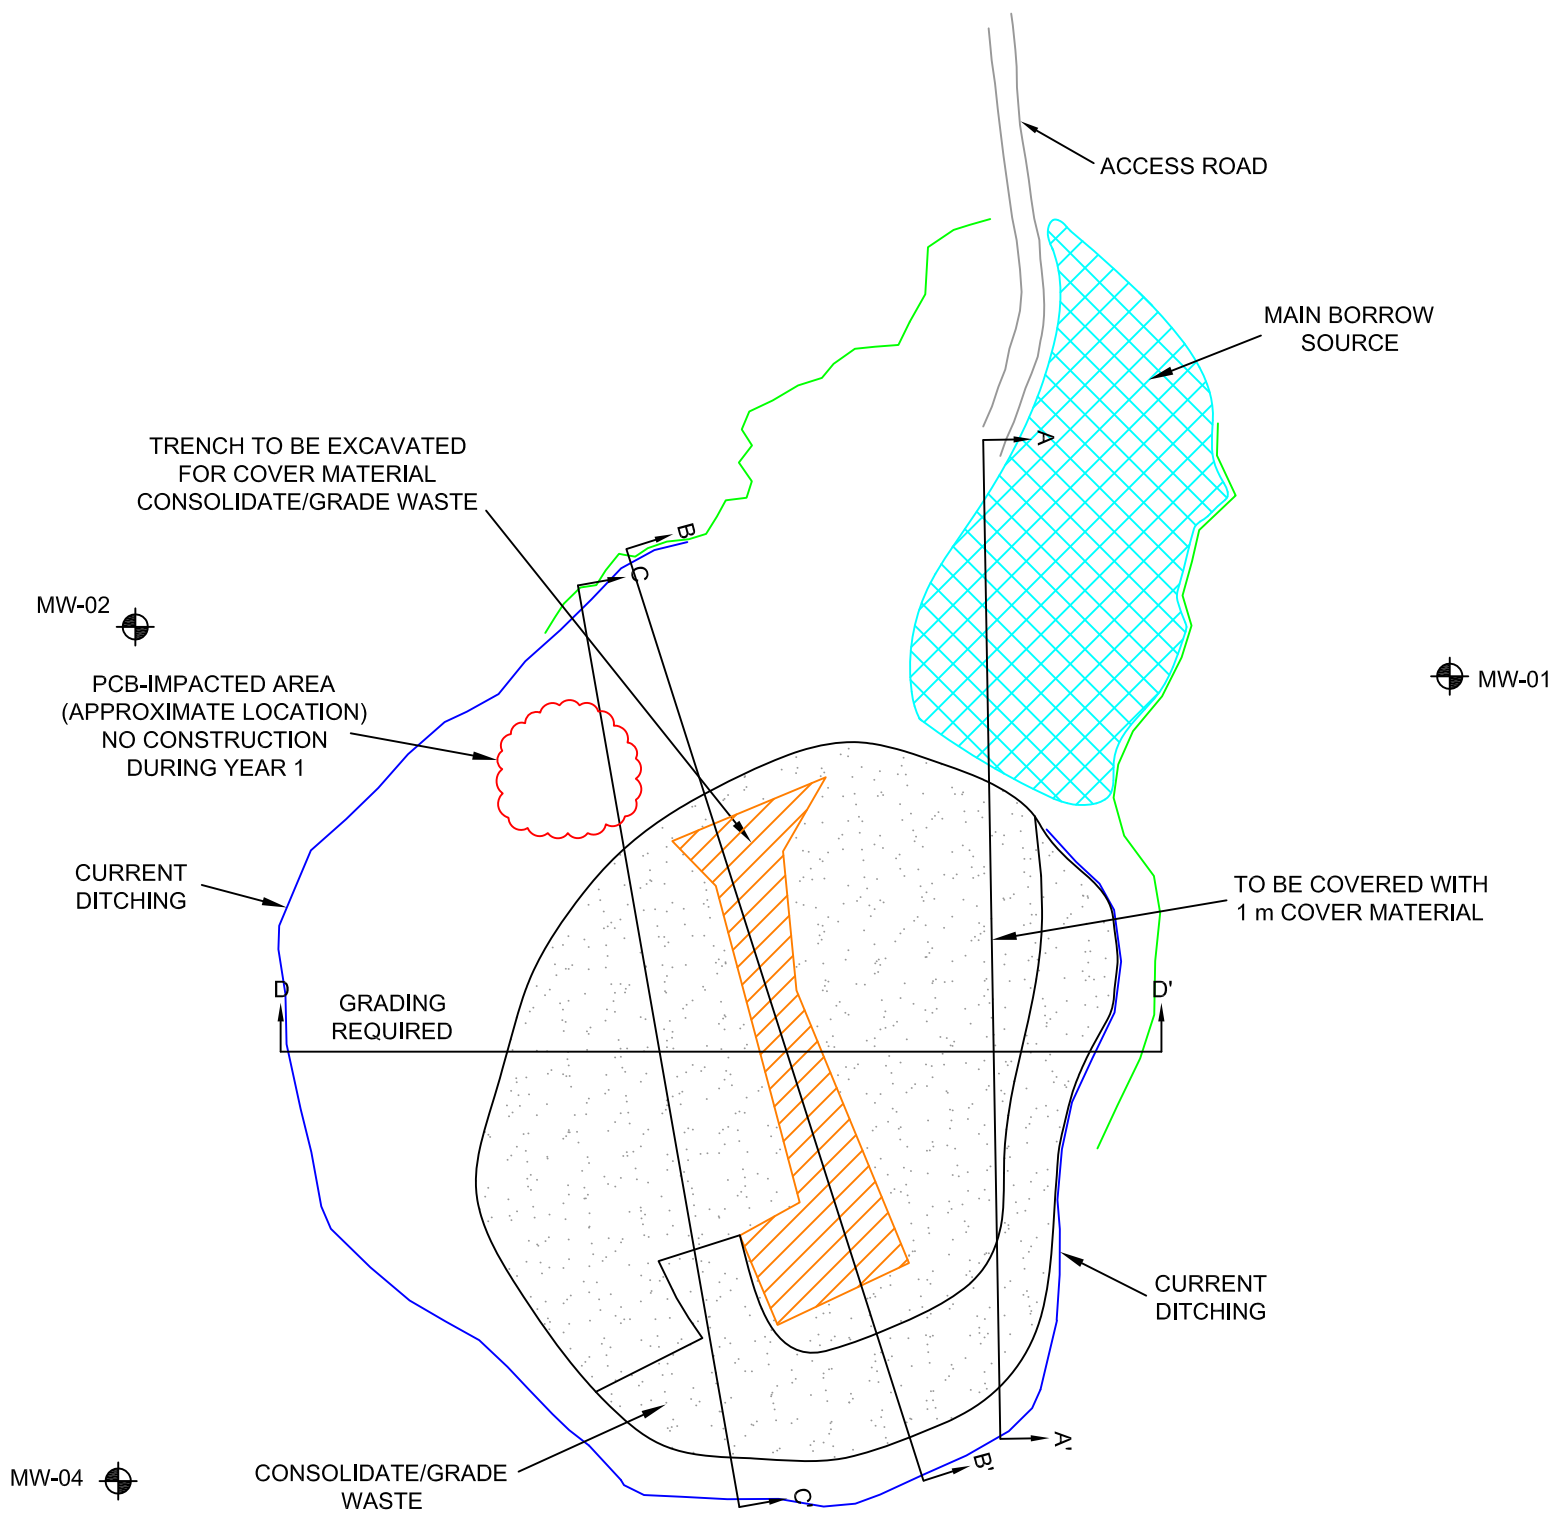 ACCESS ROAD
MAIN BORROW
SOURCE
TRENCH TO BE EXCAVATED
FOR COVER MATERIAL
CONSOLIDATE/GRADE WASTE
A
B
C
MW-02
MW-01
PCB-IMPACTED AREA
(APPROXIMATE LOCATION)
NO CONSTRUCTION
DURING YEAR 1
CURRENT
DITCHING
TO BE COVERED WITH
1 m COVER MATERIAL
D
D'
GRADING
REQUIRED
CURRENT
DITCHING
A'
B'
C'
MW-04
CONSOLIDATE/GRADE
WASTE